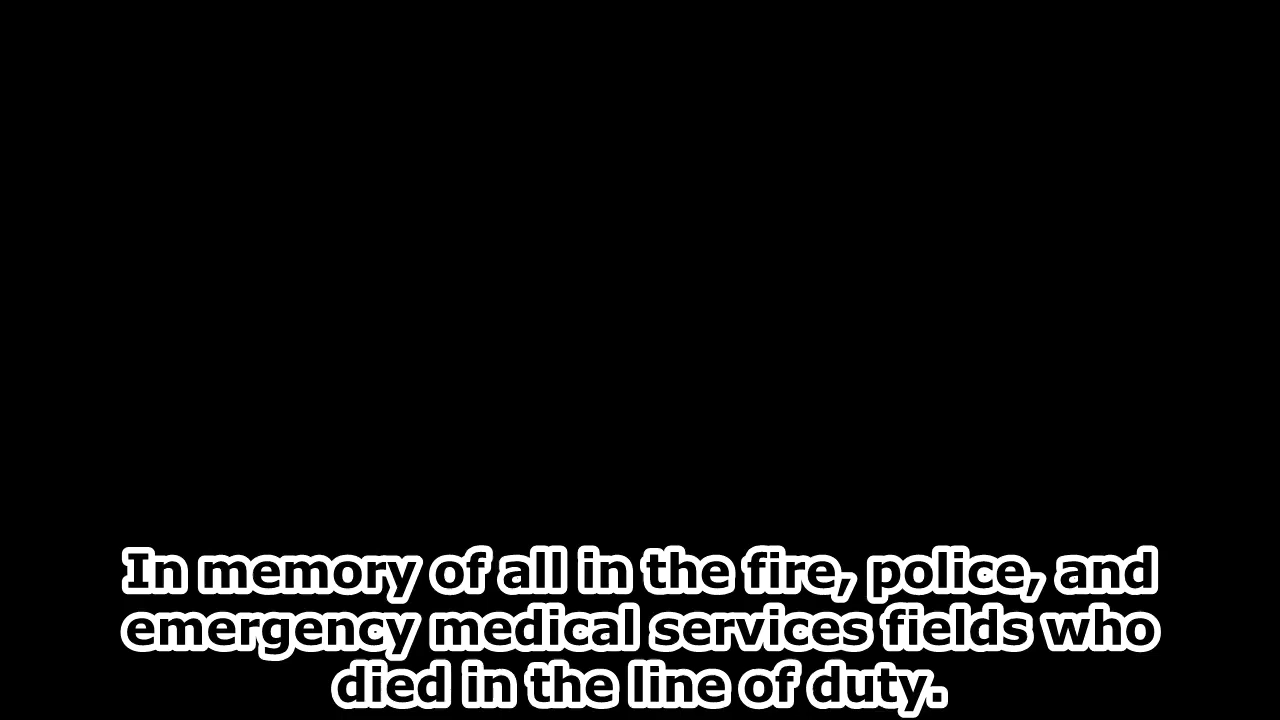 In memory of all in the fire, police, and
emergency medical services fields who
died in the line of duty.